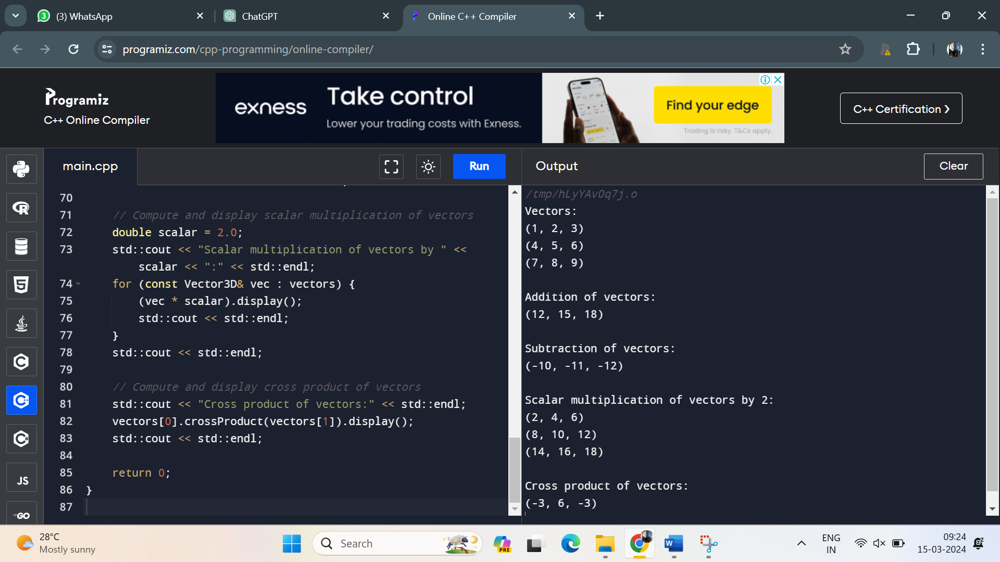 3
(3) WhatsApp
ChatGPT
Online C++ Compiler
programiz.com/cpp-programming/online-compiler/
Programiz
C++ Online Compiler
exness
Take control
Lower your trading costs with Exness.
Find your edge
Trading is risky. T&Cs apply.
C++ Certification ❯
main.cpp
Run
Output
Clear
70
71 // Compute and display scalar multiplication of vectors
72 double scalar = 2.0;
73 std::cout << "Scalar multiplication of vectors by " <<
scalar << ":" << std::endl;
74 for (const Vector3D& vec : vectors) {
75 (vec * scalar).display();
76 std::cout << std::endl;
77 }
78 std::cout << std::endl;
79
80 // Compute and display cross product of vectors
81 std::cout << "Cross product of vectors:" << std::endl;
82 vectors[0].crossProduct(vectors[1]).display();
83 std::cout << std::endl;
84
85 return 0;
86 }
87
/tmp/hLyYAvOq7j.o
Vectors:
(1, 2, 3)
(4, 5, 6)
(7, 8, 9)
Addition of vectors:
(12, 15, 18)
Subtraction of vectors:
(-10, -11, -12)
Scalar multiplication of vectors by 2:
(2, 4, 6)
(8, 10, 12)
(14, 16, 18)
Cross product of vectors:
(-3, 6, -3)
JS
GO
28°C
Mostly sunny
Search
PRE
ENG
IN
09:24
15-03-2024